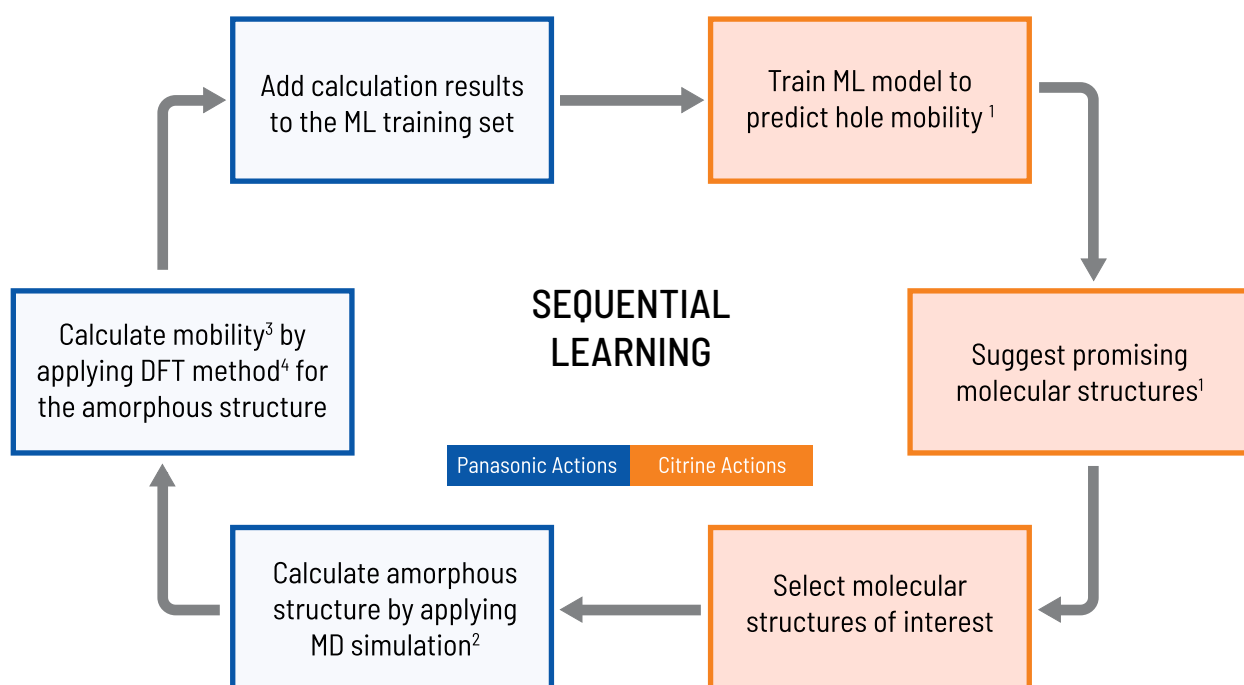 Add calculation results
to the ML training set
Train ML model to
predict hole mobility ¹
Calculate mobility³ by
applying DFT method⁴ for
the amorphous structure
SEQUENTIAL
LEARNING
Suggest promising
molecular structures¹
Panasonic Actions
Citrine Actions
Calculate amorphous
structure by applying
MD simulation²
Select molecular
structures of interest